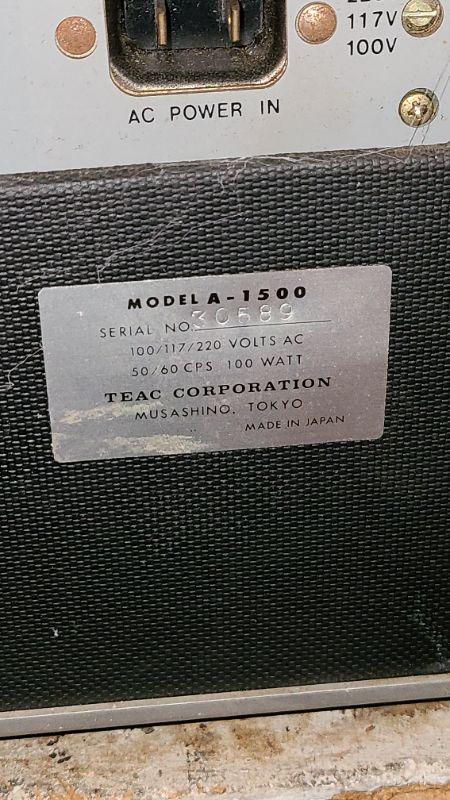 117V
100V
AC POWER IN
MODEL A-1500
SERIAL NO. 30589
100/117/220 VOLTS AC
50/60 CPS 100 WATT
TEAC CORPORATION
MUSASHINO, TOKYO
MADE IN JAPAN